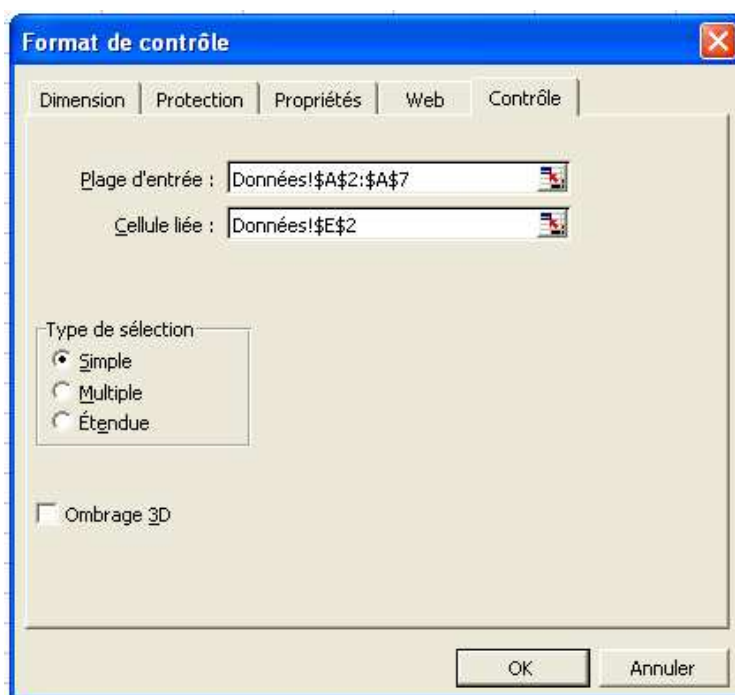 Format de contrôle
Dimension Protection Propriétés Web Contrôle
Plage d'entrée : Données!$A$2:$A$7
Cellule liée : Données!$E$2
Type de sélection
Simple
Multiple
Étendue
Ombrage 3D
OK Annuler